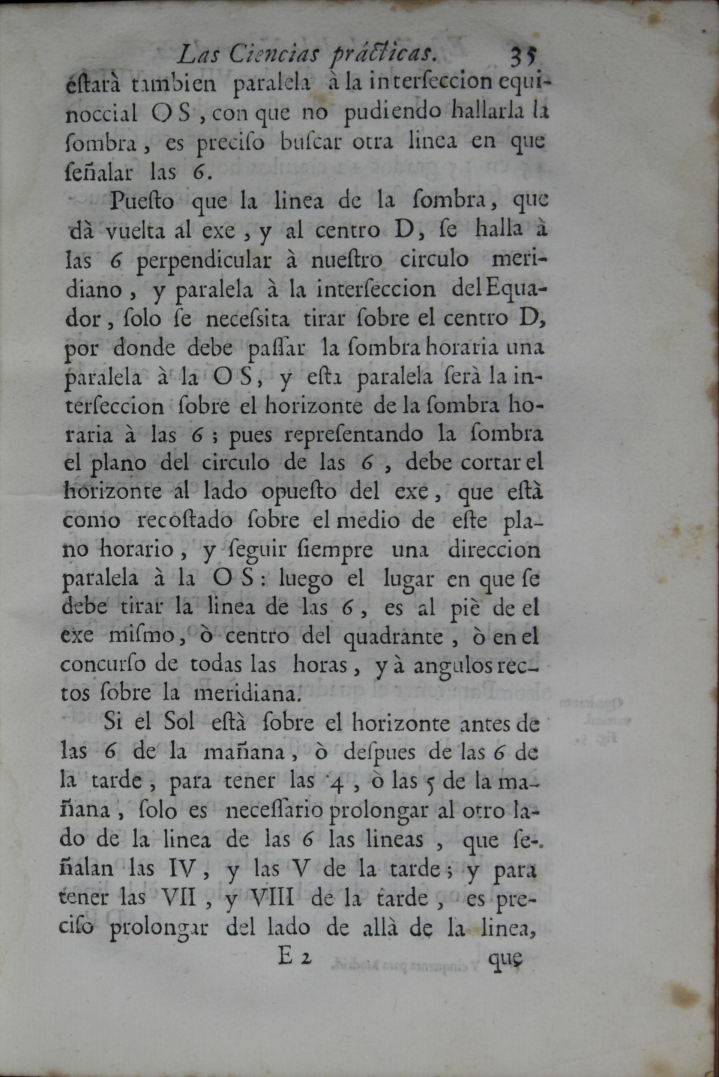 Las Ciencias prácticas. 35
eſtarà tambien paralela à la interſeccion equi-
noccial O S, con que no pudiendo hallarla la
ſombra, es preciſo buſcar otra linea en que
ſeñalar las 6.
Pueſto que la linea de la ſombra, que
dà vuelta al exe, y al centro D, ſe halla à
las 6 perpendicular à nueſtro circulo meri-
diano, y paralela à la interſeccion del Equa-
dor, ſolo ſe neceſsita tirar ſobre el centro D,
por donde debe paſſar la ſombra horaria una
paralela à la O S, y eſta paralela ſerà la in-
terſeccion ſobre el horizonte de la ſombra ho-
raria à las 6; pues repreſentando la ſombra
el plano del circulo de las 6, debe cortar el
horizonte al lado opueſto del exe, que eſtà
como recoſtado ſobre el medio de eſte pla-
no horario, y ſeguir ſiempre una direccion
paralela à la O S: luego el lugar en que ſe
debe tirar la linea de las 6, es al piè de el
exe miſmo, ò centro del quadrante, ò en el
concurſo de todas las horas, y à angulos rec-
tos ſobre la meridiana.
Si el Sol eſtà ſobre el horizonte antes de
las 6 de la mañana, ò deſpues de las 6 de
la tarde, para tener las 4, ò las 5 de la ma-
ñana, ſolo es neceſſario prolongar al otro la-
do de la linea de las 6 las lineas, que ſe-
ñalan las IV, y las V de la tarde; y para
tener las VII, y VIII de la tarde, es pre-
ciſo prolongar del lado de allà de la linea,
E 2 que